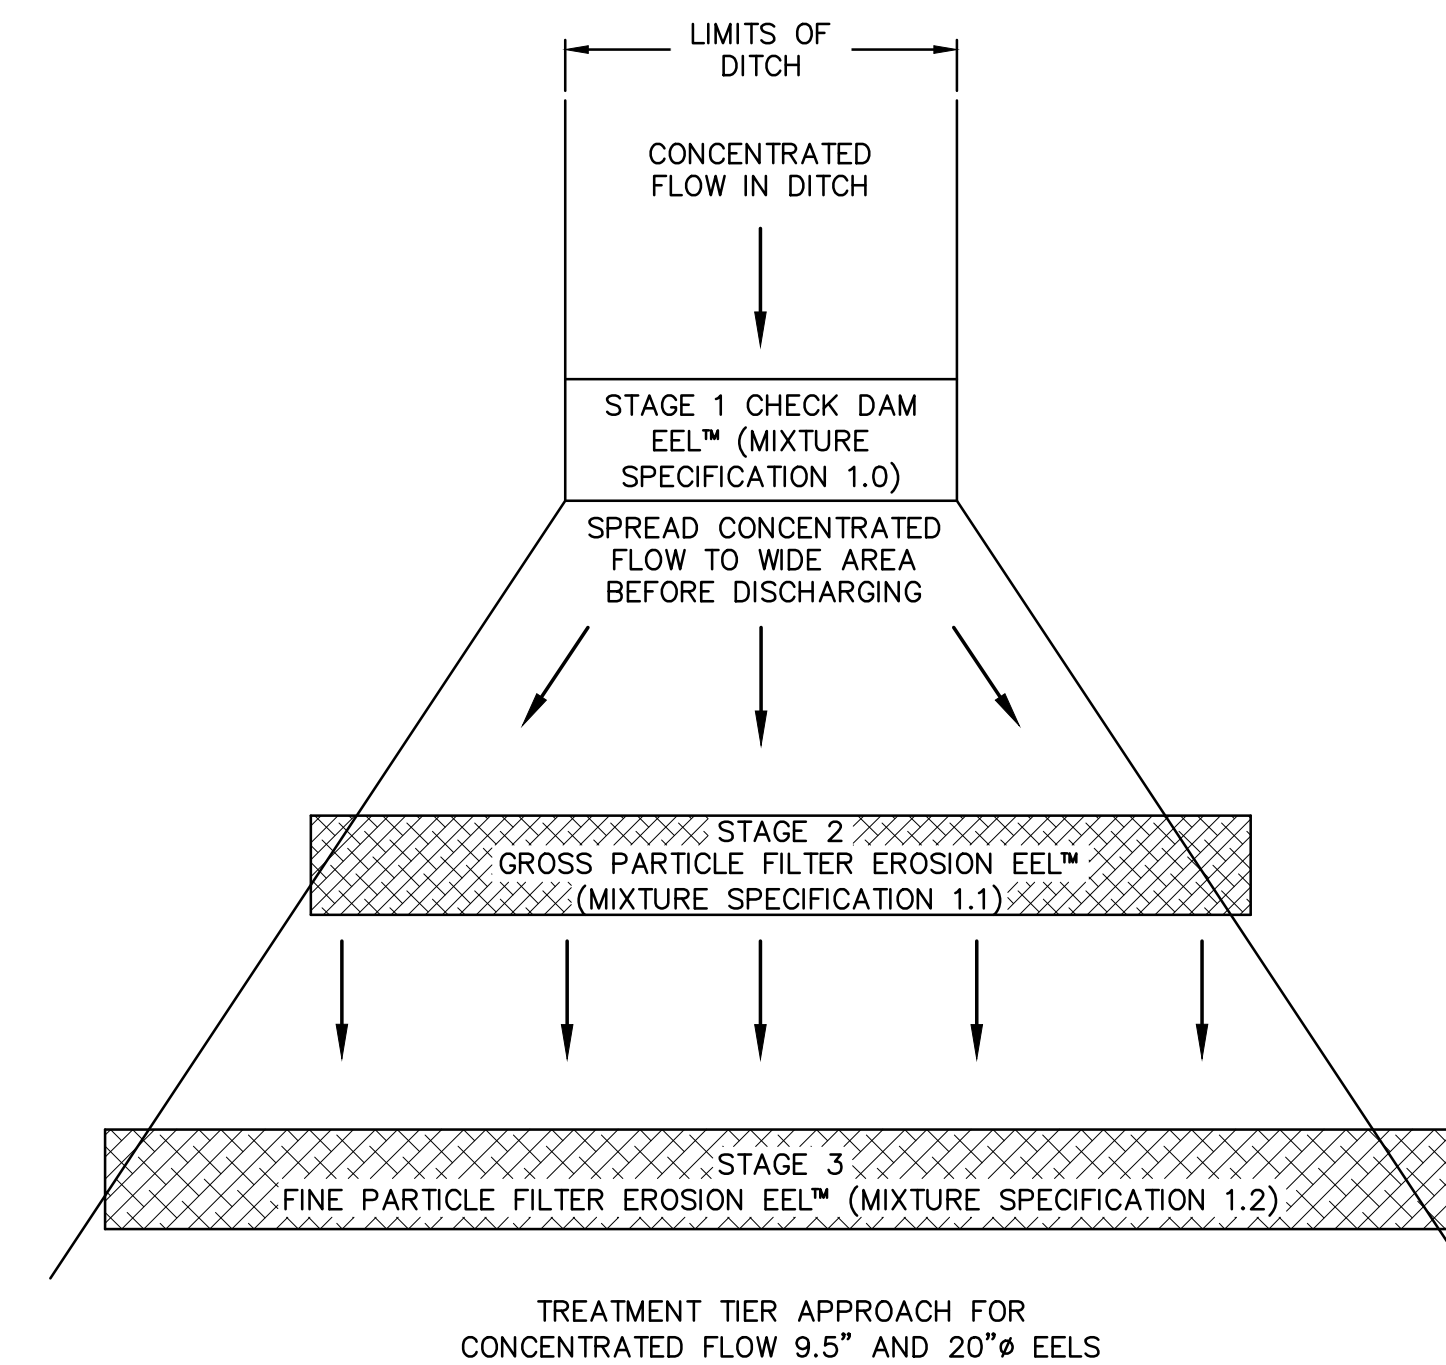 LIMITS OF
DITCH
CONCENTRATED
FLOW IN DITCH
STAGE 1 CHECK DAM
EEL™ (MIXTURE
SPECIFICATION 1.0)
SPREAD CONCENTRATED
FLOW TO WIDE AREA
BEFORE DISCHARGING
STAGE 2
GROSS PARTICLE FILTER EROSION EEL™
(MIXTURE SPECIFICATION 1.1)
STAGE 3
FINE PARTICLE FILTER EROSION EEL™ (MIXTURE SPECIFICATION 1.2)
TREATMENT TIER APPROACH FOR
CONCENTRATED FLOW 9.5” AND 20”ø EELS